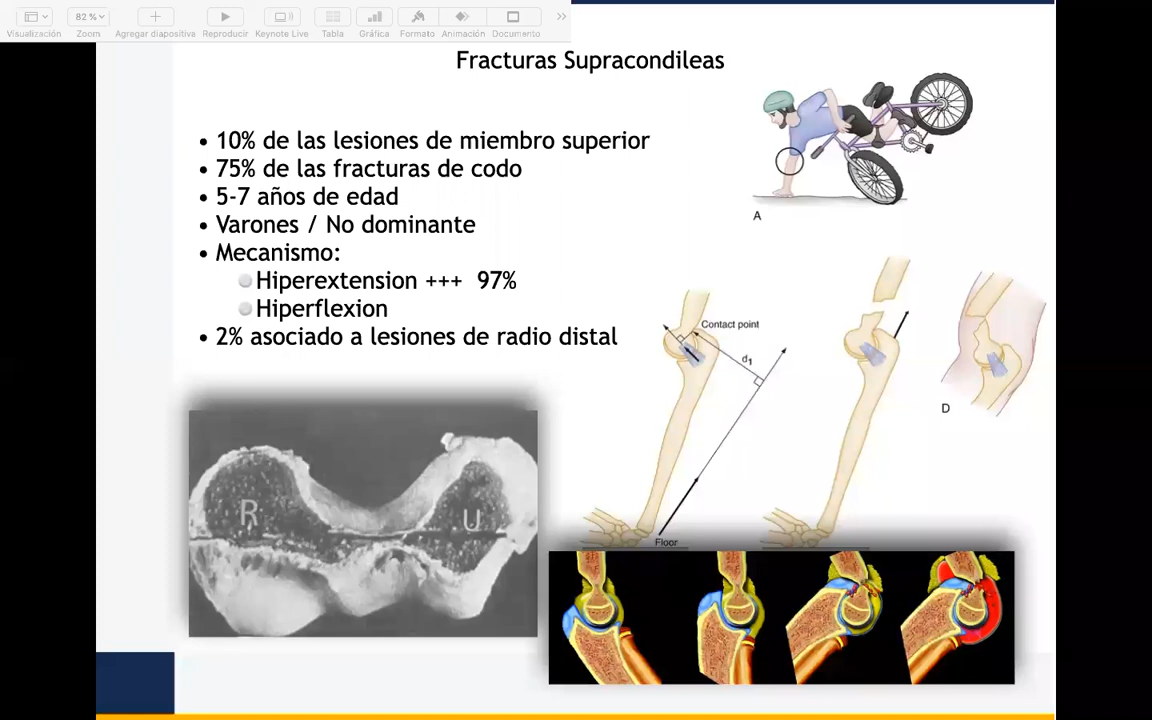 82 %
Visualización
Zoom
Agregar diapositiva
Reproducir
Keynote Live
Tabla
Gráfica
Formato
Animación
Documento
Fracturas Supracondileas
• 10% de las lesiones de miembro superior
• 75% de las fracturas de codo
• 5-7 años de edad
• Varones / No dominante
• Mecanismo:
Hiperextension +++ 97%
Hiperflexion
• 2% asociado a lesiones de radio distal
A
Contact point
d1
D
Floor
R
U